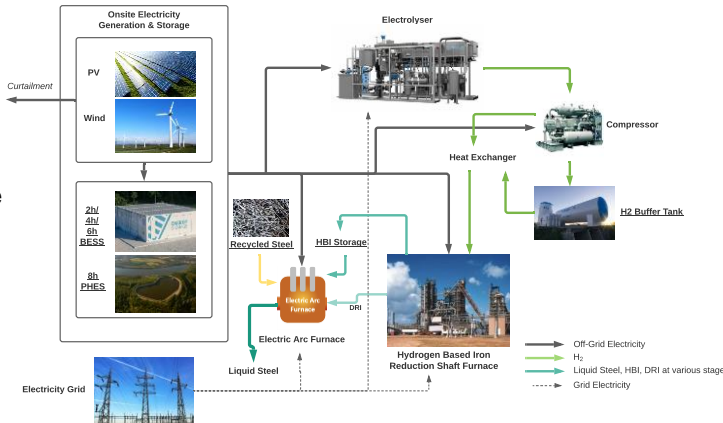 Onsite Electricity
Generation & Storage
Electrolyser
PV
Curtailment
Wind
Compressor
Heat Exchanger
2h/
4h/
6h
BESS
H2 Buffer Tank
Recycled Steel
HBI Storage
8h
PHES
Electric Arc
Furnace
DRI
Electric Arc Furnace
Hydrogen Based Iron
Reduction Shaft Furnace
Liquid Steel
Electricity Grid
Off-Grid Electricity
H2
Liquid Steel, HBI, DRI at various stage
Grid Electricity